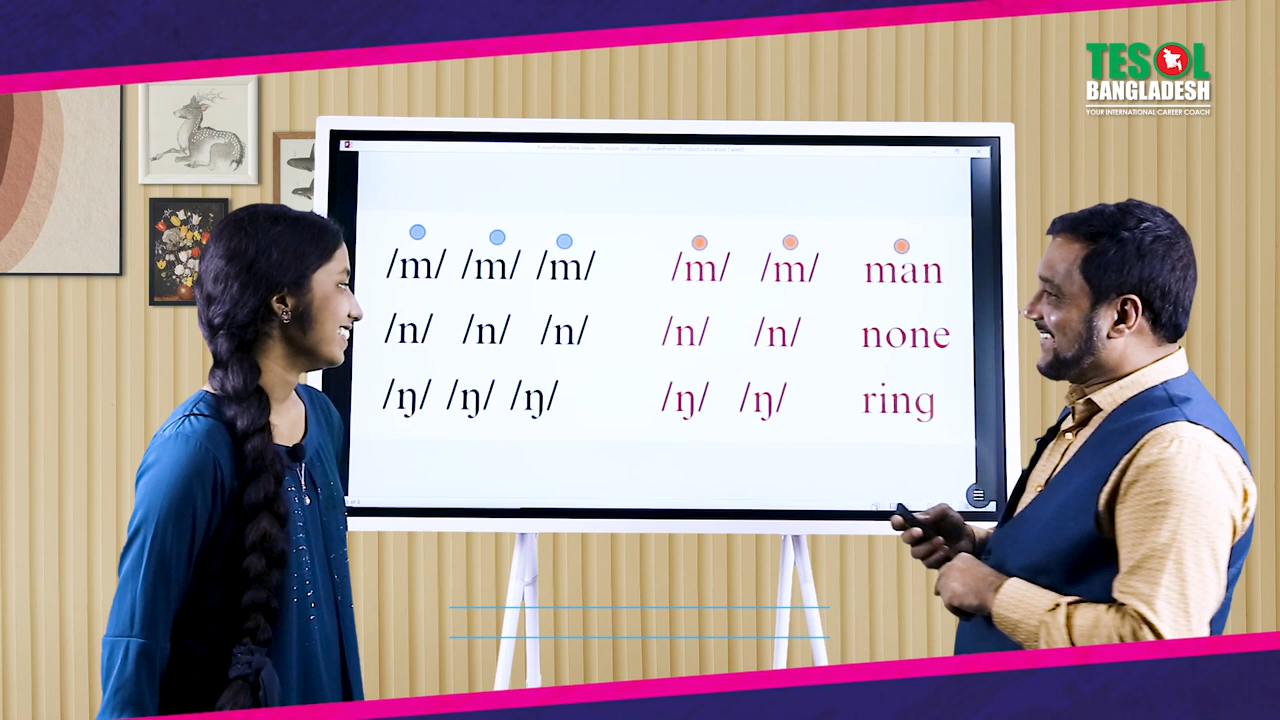 TESOL
BANGLADESH
YOUR INTERNATIONAL CAREER COACH
/m/ /m/ /m/ /m/ /m/ man
/n/ /n/ /n/ /n/ /n/ none
/ŋ/ /ŋ/ /ŋ/ /ŋ/ /ŋ/ ring